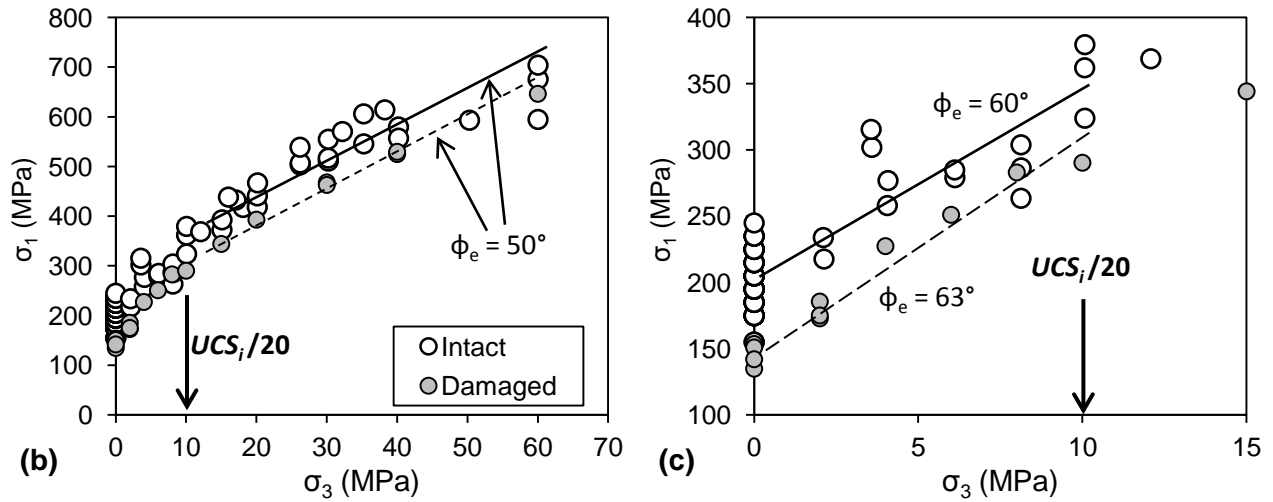 800
700
600
500
400
300
200
100
0
σ1 (MPa)
ϕe = 50°
UCSi/20
Intact
Damaged
0 10 20 30 40 50 60 70
(b)
σ3 (MPa)
400
350
300
250
200
150
100
σ1 (MPa)
ϕe = 60°
ϕe = 63°
UCSi/20
0 5 10 15
(c)
σ3 (MPa)